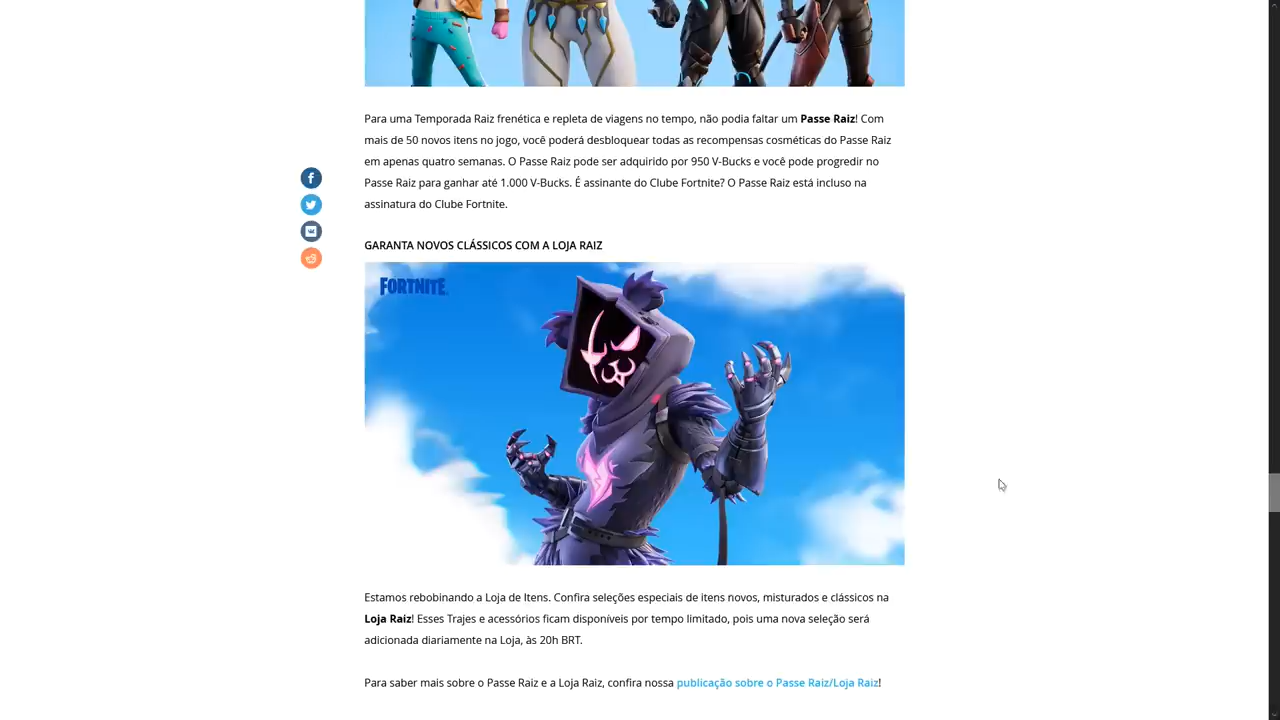 Para uma Temporada Raiz frenética e repleta de viagens no tempo, não podia faltar um Passe Raiz! Com
mais de 50 novos itens no jogo, você poderá desbloquear todas as recompensas cosméticas do Passe Raiz
em apenas quatro semanas. O Passe Raiz pode ser adquirido por 950 V-Bucks e você pode progredir no
Passe Raiz para ganhar até 1.000 V-Bucks. É assinante do Clube Fortnite? O Passe Raiz está incluso na
assinatura do Clube Fortnite.
GARANTA NOVOS CLÁSSICOS COM A LOJA RAIZ
FORTNITE
Estamos rebobinando a Loja de Itens. Confira seleções especiais de itens novos, misturados e clássicos na
Loja Raiz! Esses Trajes e acessórios ficam disponíveis por tempo limitado, pois uma nova seleção será
adicionada diariamente na Loja, às 20h BRT.
Para saber mais sobre o Passe Raiz e a Loja Raiz, confira nossa publicação sobre o Passe Raiz/Loja Raiz!